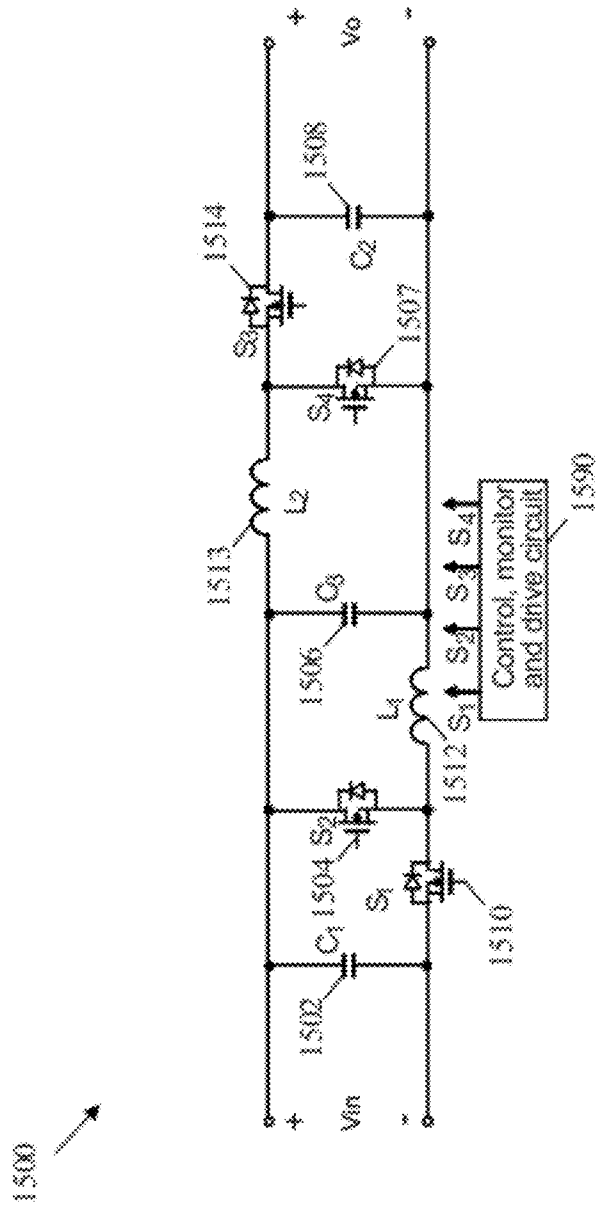 1500
+
Vin
-
1502
C1
S1
1510
1504
S2
L1
1512
1506
C3
1513
L2
S4
1507
S3
1514
C2
1508
+
Vo
-
S1 S2 S3 S4
Control, monitor
and drive circuit
1590